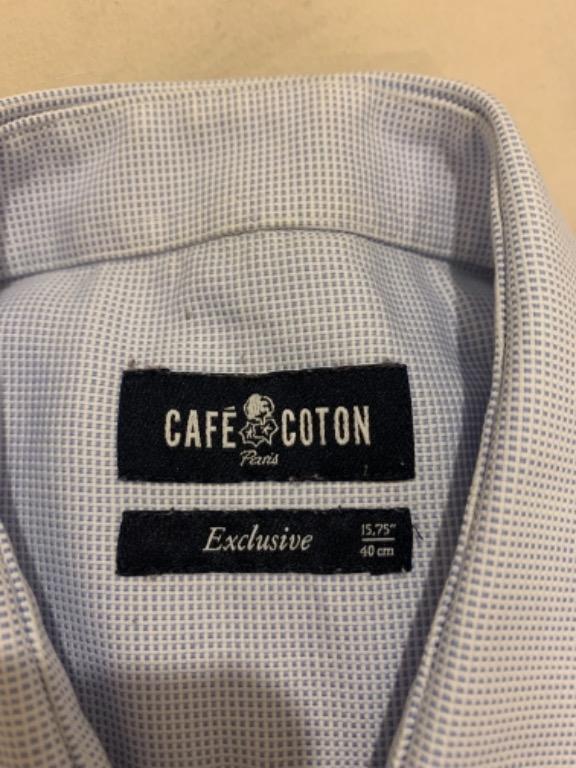 CAFÉ COTON
Paris
Exclusive
15,75"
40 cm